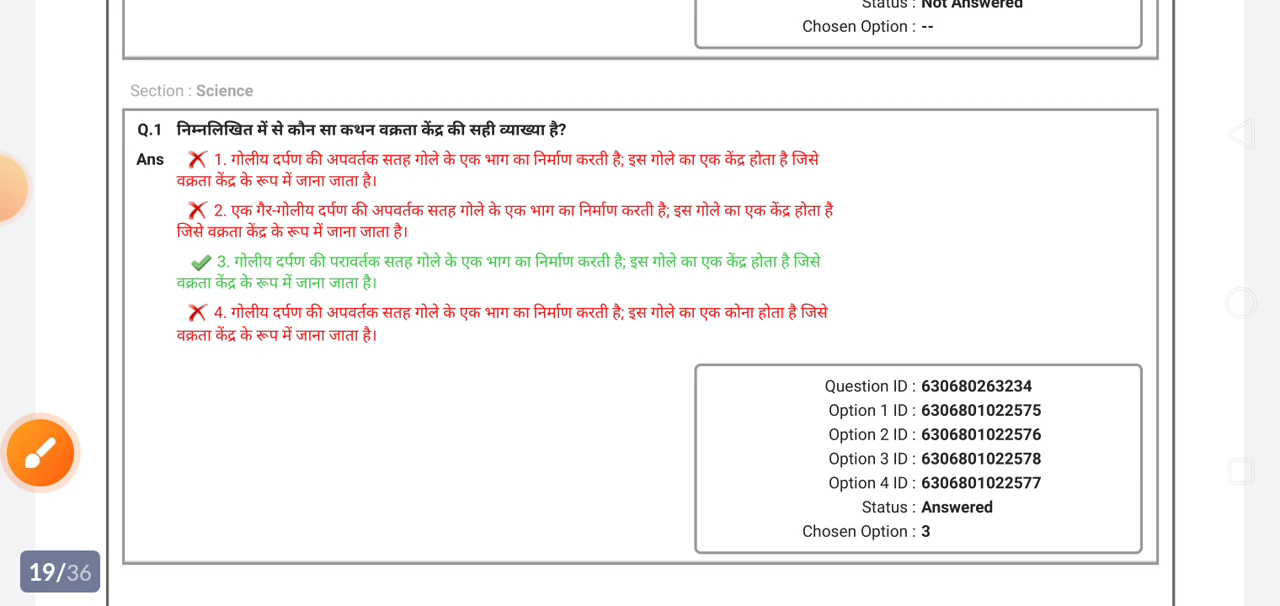 Status : Not Answered
Chosen Option : --
Section : Science
Q.1 निम्नलिखित में से कौन सा कथन वक्रता केंद्र की सही व्याख्या है?
Ans 1. गोलीय दर्पण की अपवर्तक सतह गोले के एक भाग का निर्माण करती है; इस गोले का एक केंद्र होता है जिसे
वक्रता केंद्र के रूप में जाना जाता है।
2. एक गैर-गोलीय दर्पण की अपवर्तक सतह गोले के एक भाग का निर्माण करती है; इस गोले का एक केंद्र होता है
जिसे वक्रता केंद्र के रूप में जाना जाता है।
3. गोलीय दर्पण की परावर्तक सतह गोले के एक भाग का निर्माण करती है; इस गोले का एक केंद्र होता है जिसे
वक्रता केंद्र के रूप में जाना जाता है।
4. गोलीय दर्पण की अपवर्तक सतह गोले के एक भाग का निर्माण करती है; इस गोले का एक कोना होता है जिसे
वक्रता केंद्र के रूप में जाना जाता है।
Question ID : 630680263234
Option 1 ID : 6306801022575
Option 2 ID : 6306801022576
Option 3 ID : 6306801022578
Option 4 ID : 6306801022577
Status : Answered
Chosen Option : 3
19/36